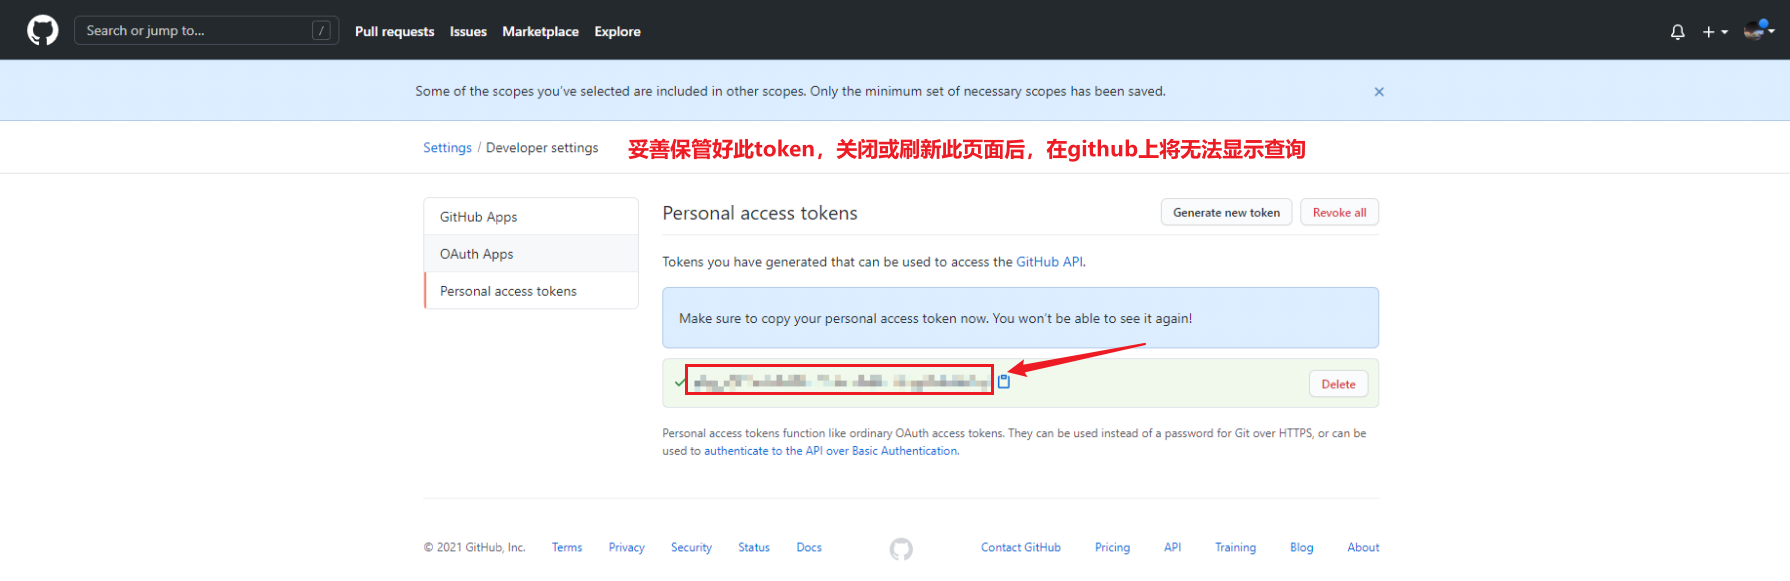 Search or jump to... /
Pull requests Issues Marketplace Explore
Some of the scopes you've selected are included in other scopes. Only the minimum set of necessary scopes has been saved.
Settings / Developer settings
妥善保管好此token，关闭或刷新此页面后，在github上将无法显示查询
GitHub Apps
OAuth Apps
Personal access tokens
Personal access tokens
Generate new token
Revoke all
Tokens you have generated that can be used to access the GitHub API.
Make sure to copy your personal access token now. You won't be able to see it again!
Delete
Personal access tokens function like ordinary OAuth access tokens. They can be used instead of a password for Git over HTTPS, or can be
used to authenticate to the API over Basic Authentication.
© 2021 GitHub, Inc. Terms Privacy Security Status Docs Contact GitHub Pricing API Training Blog About